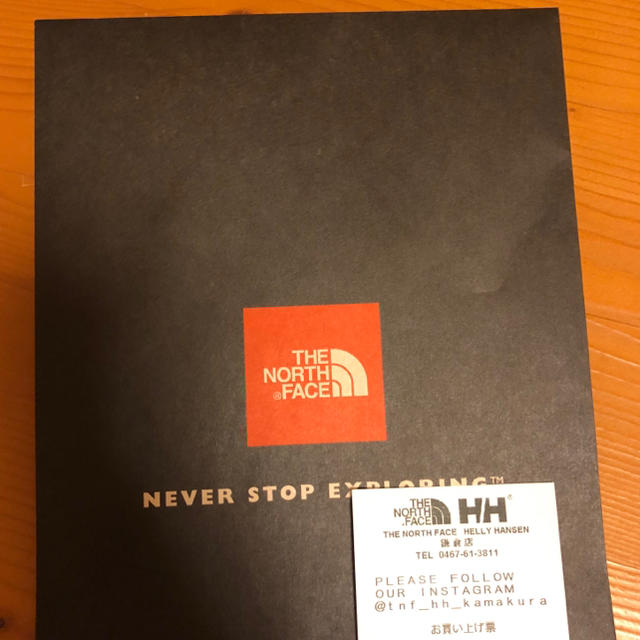 THE
NORTH
FACE
®
NEVER STOP EXPLORING™
THE
NORTH
FACE
HH®
THE NORTH FACE HELLY HANSEN
鎌倉店
TEL 0467-61-3811
PLEASE FOLLOW
OUR INSTAGRAM
@tnf_hh_kamakura
お買い上げ票